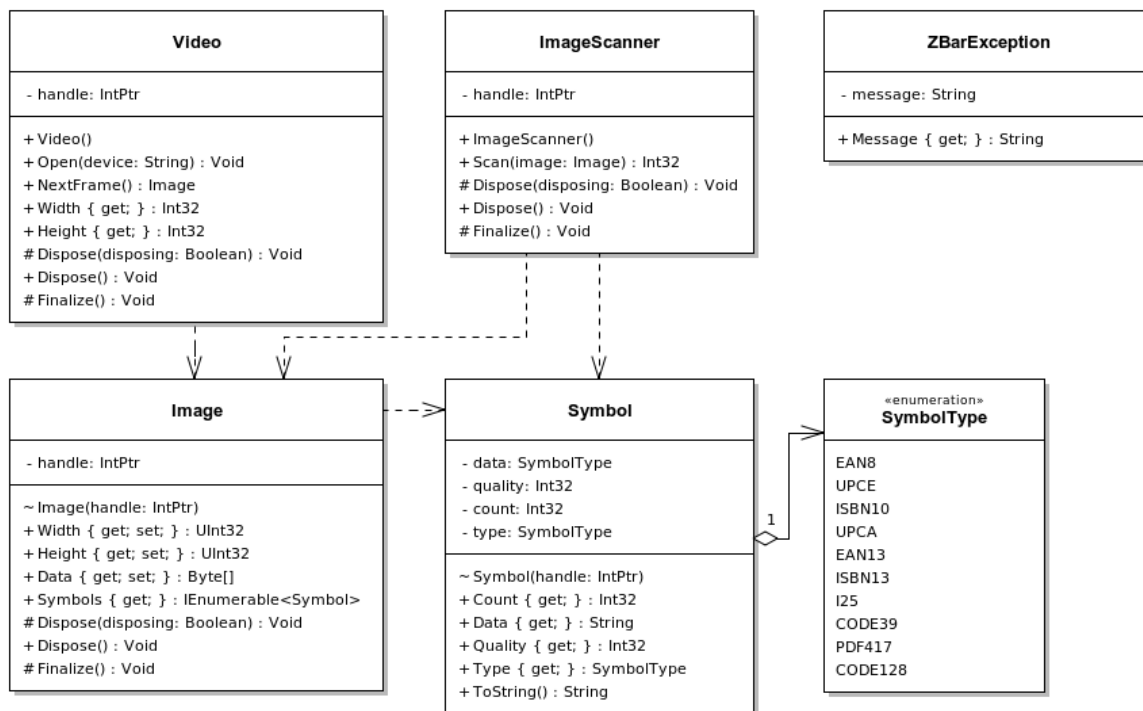 Video
- handle: IntPtr
+ Video()
+ Open(device: String) : Void
+ NextFrame() : Image
+ Width { get; } : Int32
+ Height { get; } : Int32
# Dispose(disposing: Boolean) : Void
+ Dispose() : Void
# Finalize() : Void
ImageScanner
- handle: IntPtr
+ ImageScanner()
+ Scan(image: Image) : Int32
# Dispose(disposing: Boolean) : Void
+ Dispose() : Void
# Finalize() : Void
ZBarException
- message: String
+ Message { get; } : String
Image
- handle: IntPtr
~ Image(handle: IntPtr)
+ Width { get; set; } : UInt32
+ Height { get; set; } : UInt32
+ Data { get; set; } : Byte[]
+ Symbols { get; } : IEnumerable<Symbol>
# Dispose(disposing: Boolean) : Void
+ Dispose() : Void
# Finalize() : Void
Symbol
- data: SymbolType
- quality: Int32
- count: Int32
- type: SymbolType
~ Symbol(handle: IntPtr)
+ Count { get; } : Int32
+ Data { get; } : String
+ Quality { get; } : Int32
+ Type { get; } : SymbolType
+ ToString() : String
1
«enumeration»
SymbolType
EAN8
UPCE
ISBN10
UPCA
EAN13
ISBN13
I25
CODE39
PDF417
CODE128